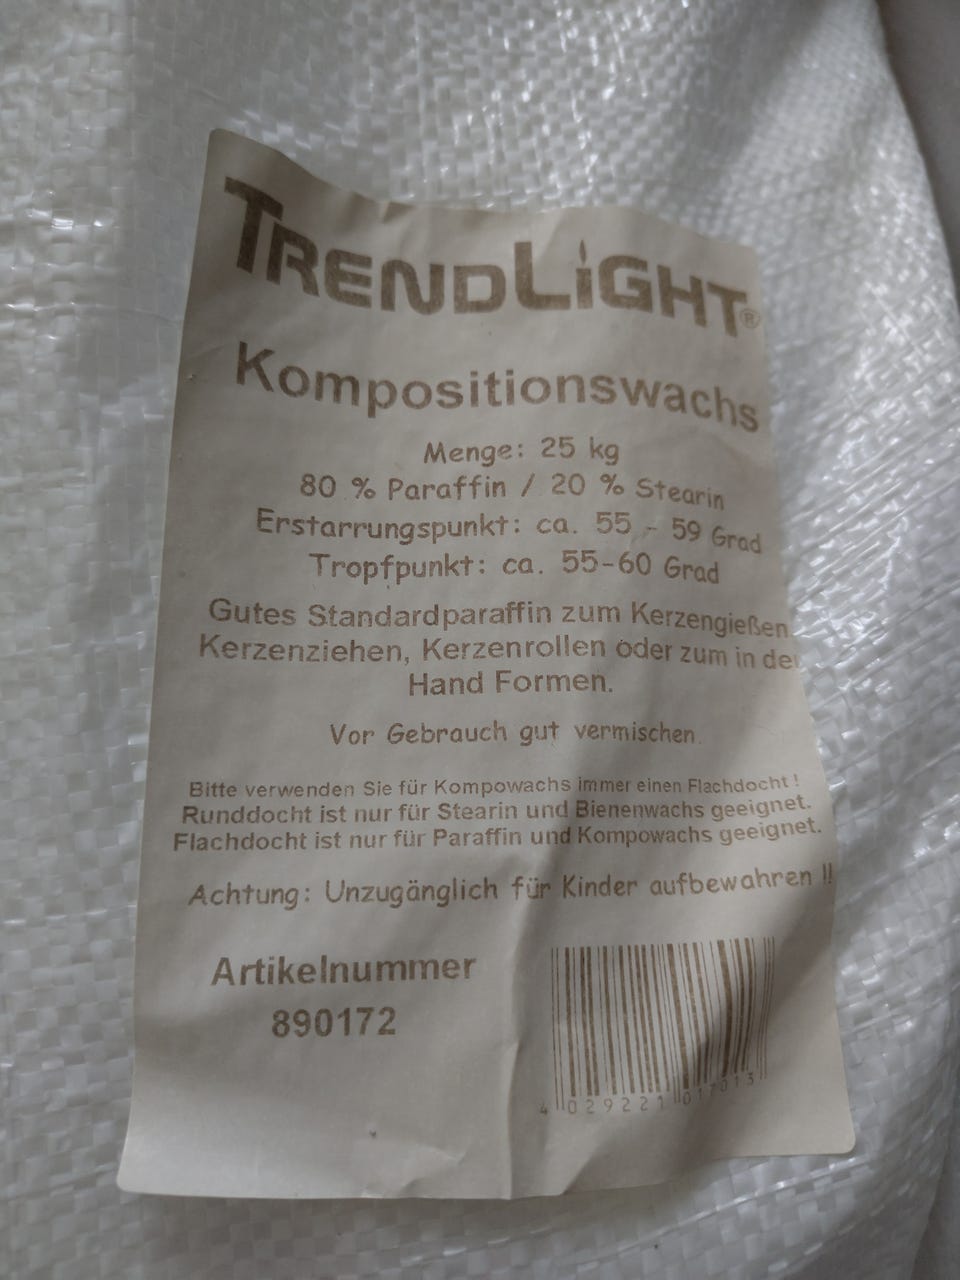 TRENDLiGHT®
Kompositionswachs
Menge: 25 kg
80 % Paraffin / 20 % Stearin
Erstarrungspunkt: ca. 55 - 59 Grad
Tropfpunkt: ca. 55-60 Grad
Gutes Standardparaffin zum Kerzengießen
Kerzenziehen, Kerzenrollen oder zum in der
Hand Formen.
Vor Gebrauch gut vermischen.
Bitte verwenden Sie für Kompowachs immer einen Flachdocht !
Runddocht ist nur für Stearin und Bienenwachs geeignet.
Flachdocht ist nur für Paraffin und Kompowachs geeignet.
Achtung: Unzugänglich für Kinder aufbewahren !!
Artikelnummer
890172
4 029221 017013